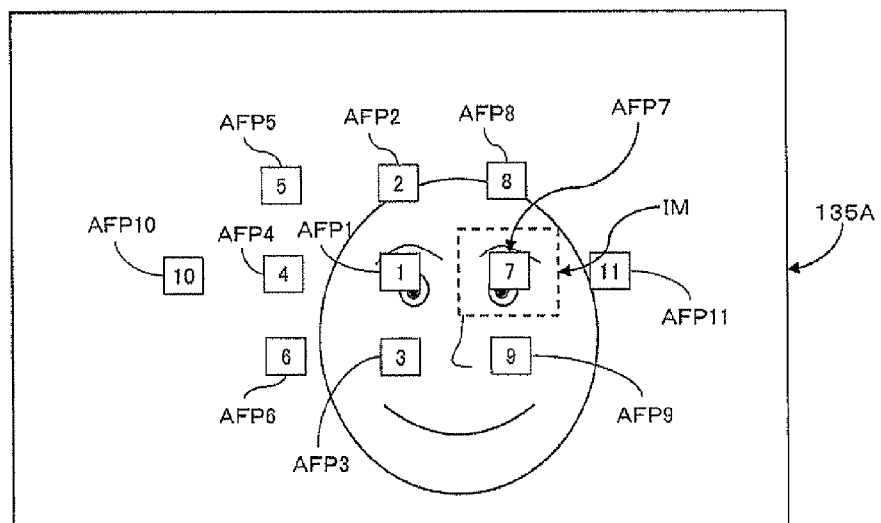 AFP7
AFP5 AFP2 AFP8
5 2 8 IM
135A
AFP10 AFP4 AFP1
10 4 1 7 11
AFP11
6 3 9
AFP6 AFP9
AFP3